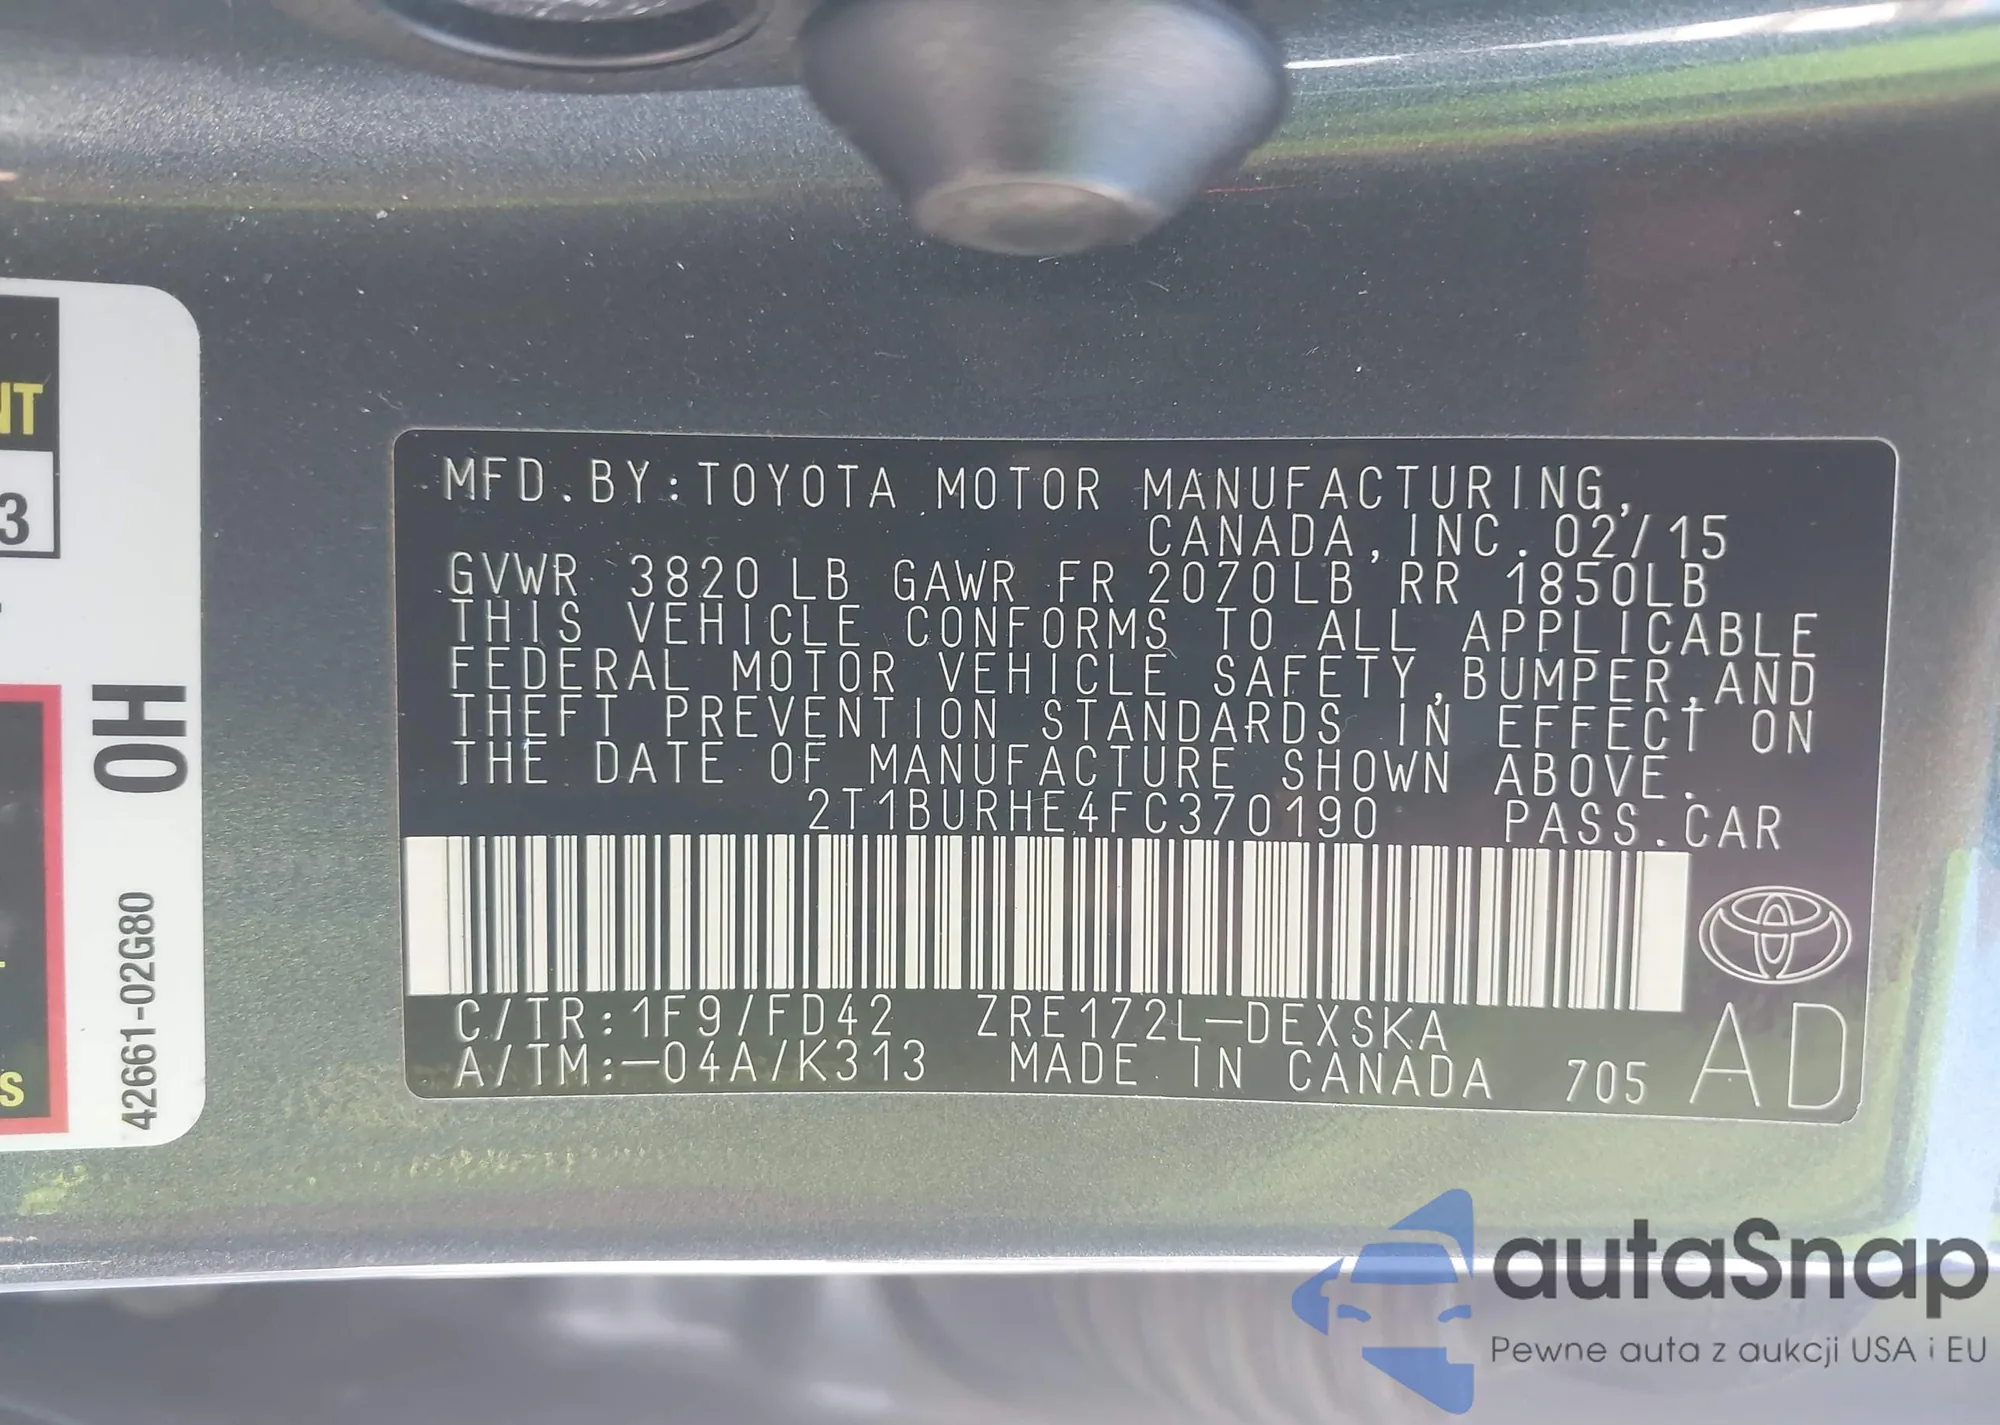 NT
3
OH
42661-02G80
S
MFD.BY:TOYOTA MOTOR MANUFACTURING,
CANADA,INC. 02/15
GVWR 3820 LB GAWR FR 2070LB RR 1850LB
THIS VEHICLE CONFORMS TO ALL APPLICABLE
FEDERAL MOTOR VEHICLE SAFETY,BUMPER,AND
THEFT PREVENTION STANDARDS IN EFFECT ON
THE DATE OF MANUFACTURE SHOWN ABOVE.
2T1BURHE4FC370190 PASS.CAR
C/TR:1F9/FD42 ZRE172L-DEXSKA
A/TM:-04A/K313 MADE IN CANADA 705 AD
autaSnap
Pewne auta z aukcji USA i EU